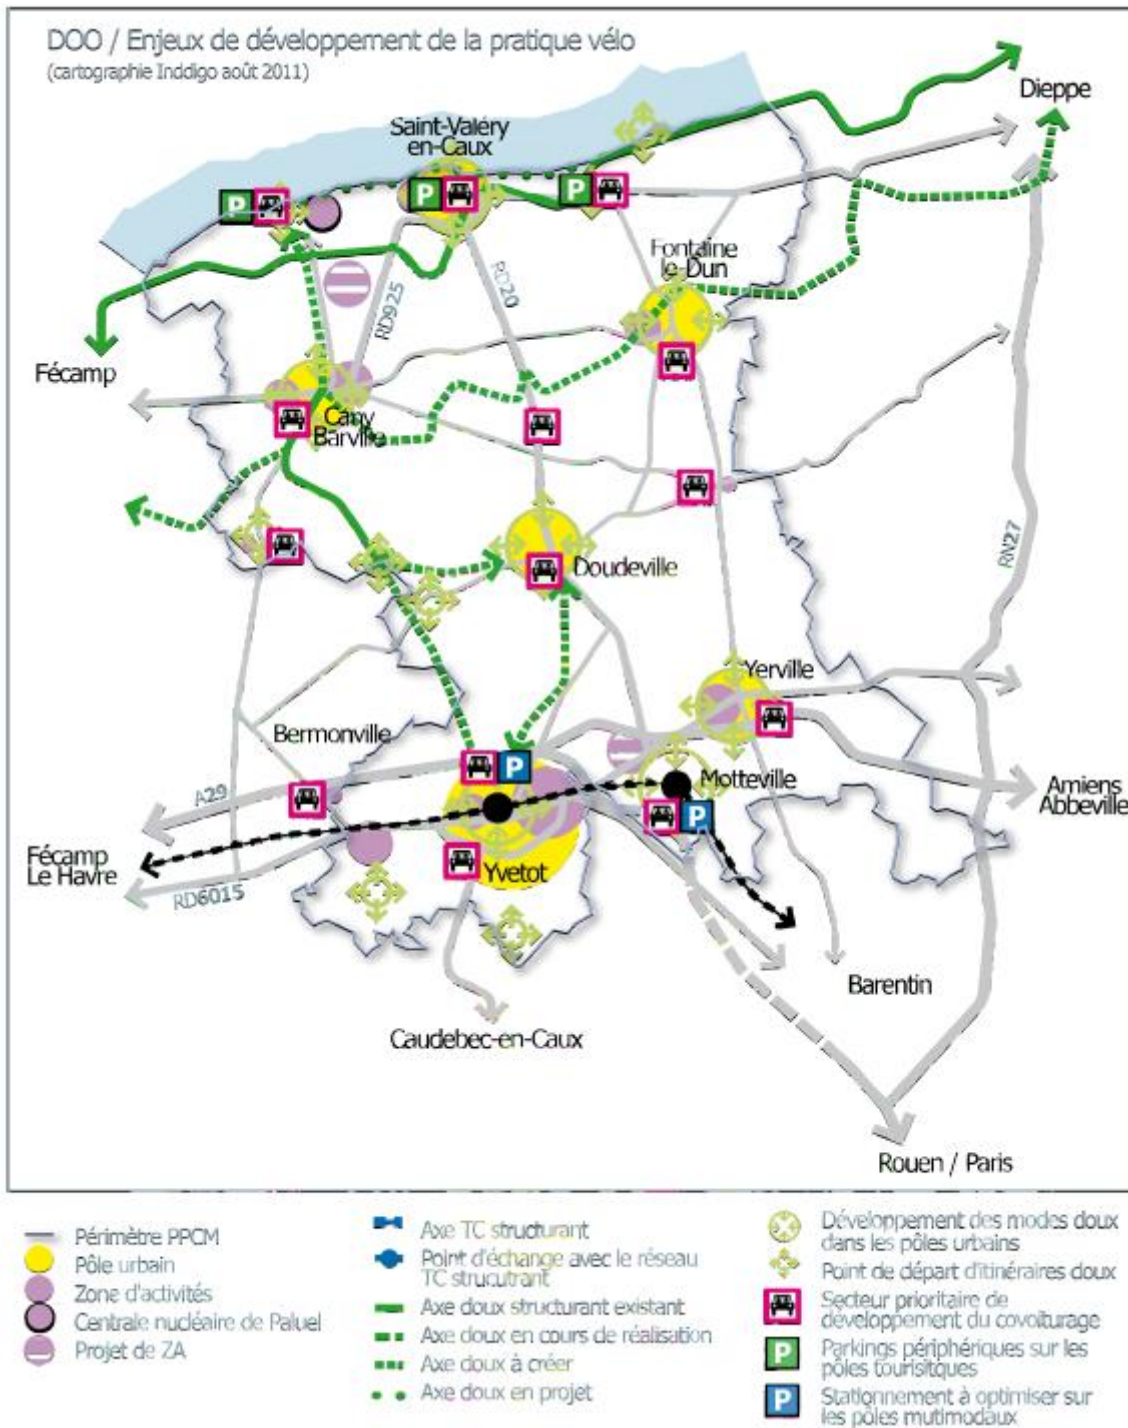 DOO / Enjeux de développement de la pratique vélo
(cartographie Inddigo août 2011)
Dieppe
Saint-Valéry
en-Caux
P
P
P
Fontaine
le-Dun
RD20
RD925
Fécamp
Cany
Barville
RN27
Doudeville
Yerville
Bermonville
P
Motteville
A29
Amiens
Abbeville
P
Fécamp
Le Havre
Yvetot
RD6015
Barentin
Caudebec-en-Caux
Rouen / Paris
Périmètre PPCM
Pôle urbain
Zone d'activités
Centrale nucléaire de Paluel
Projet de ZA
Axe TC structurant
Point d'échange avec le réseau
TC strucutrant
Axe doux structurant existant
Axe doux en cours de réalisation
Axe doux à créer
Axe doux en projet
Développement des modes doux
dans les pôles urbains
Point de départ d'itinéraires doux
Secteur prioritaire de
développement du covoiturage
P
Parkings périphériques sur les
pôles tourisitques
P
Stationnement à optimiser sur
les pôles mutimodaux